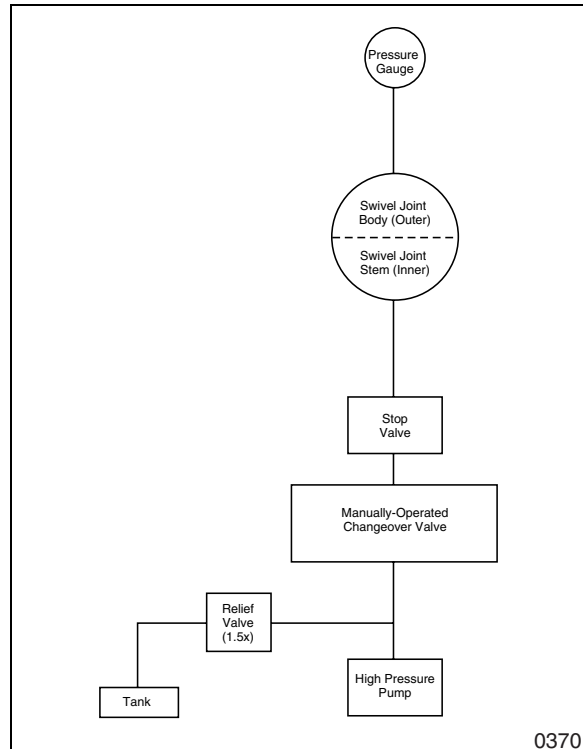 Pressure
Gauge
Swivel Joint
Body (Outer)
Swivel Joint
Stem (Inner)
Stop
Valve
Manually-Operated
Changeover Valve
Relief
Valve
(1.5x)
Tank
High Pressure
Pump
0370